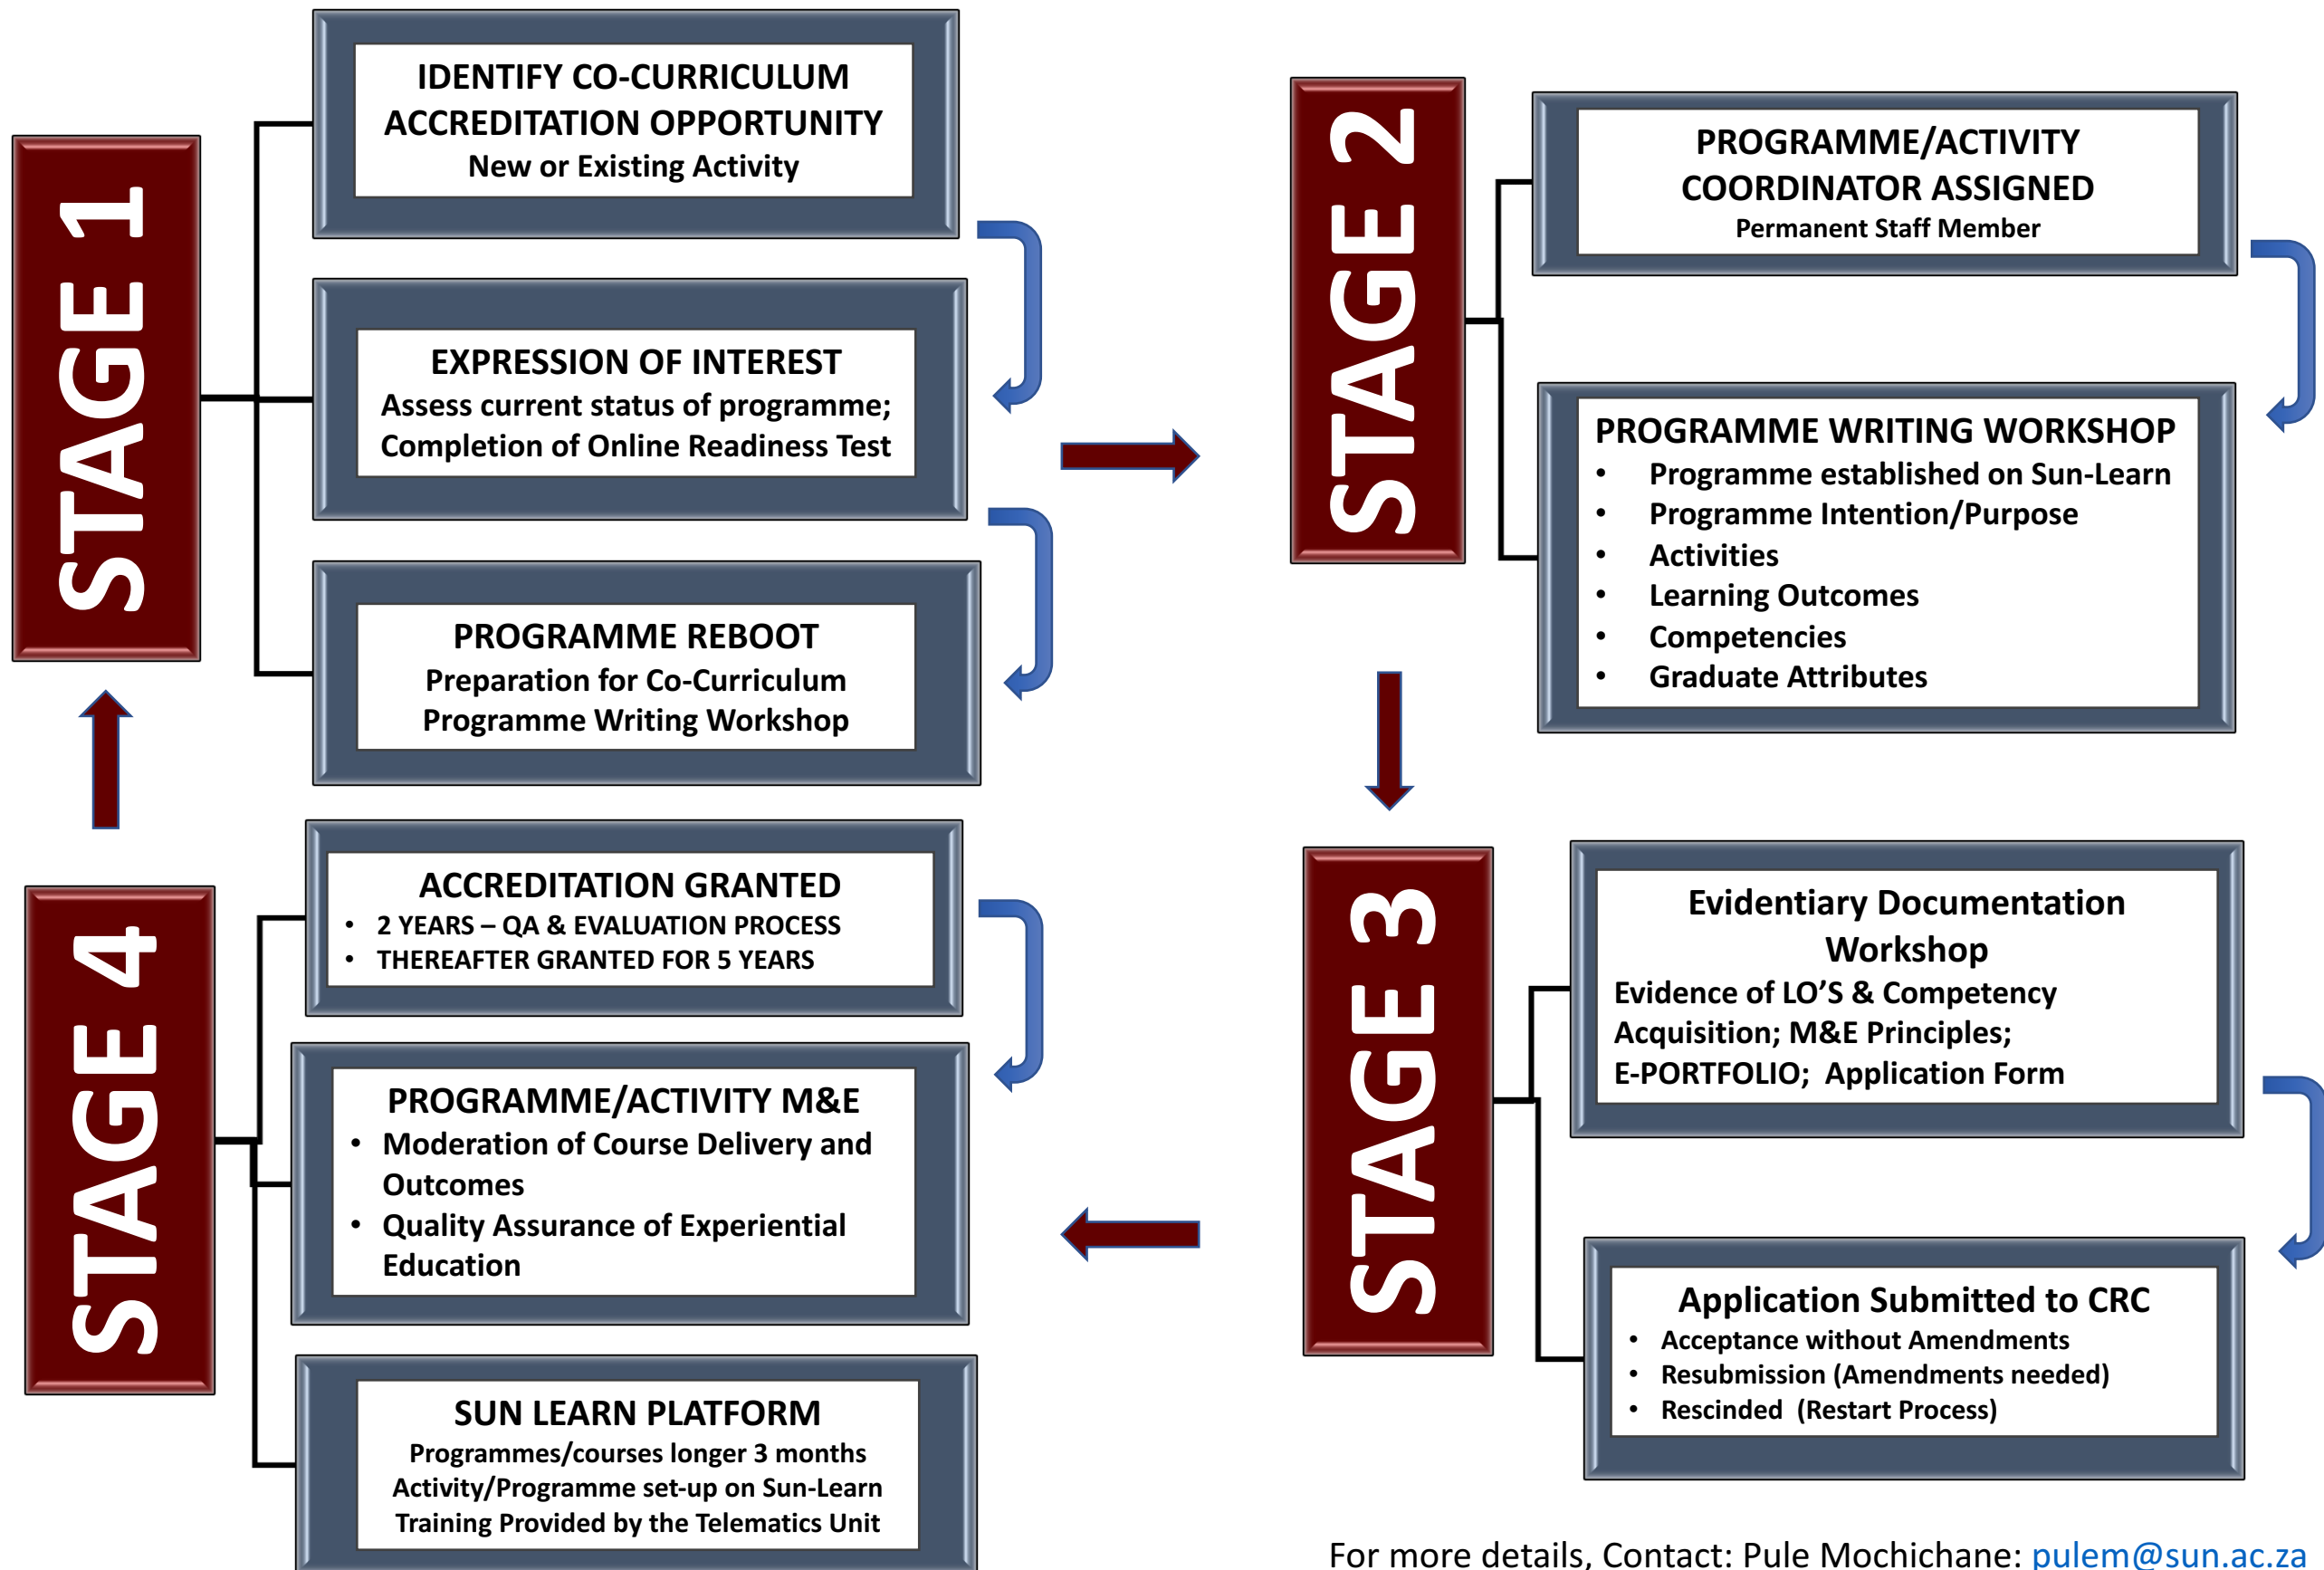 STAGE 1
IDENTIFY CO-CURRICULUM
ACCREDITATION OPPORTUNITY
New or Existing Activity
EXPRESSION OF INTEREST
Assess current status of programme;
Completion of Online Readiness Test
PROGRAMME REBOOT
Preparation for Co-Curriculum
Programme Writing Workshop
STAGE 2
PROGRAMME/ACTIVITY
COORDINATOR ASSIGNED
Permanent Staff Member
PROGRAMME WRITING WORKSHOP
• Programme established on Sun-Learn
• Programme Intention/Purpose
• Activities
• Learning Outcomes
• Competencies
• Graduate Attributes
STAGE 3
Evidentiary Documentation
Workshop
Evidence of LO'S & Competency
Acquisition; M&E Principles;
E-PORTFOLIO; Application Form
Application Submitted to CRC
• Acceptance without Amendments
• Resubmission (Amendments needed)
• Rescinded (Restart Process)
STAGE 4
ACCREDITATION GRANTED
• 2 YEARS – QA & EVALUATION PROCESS
• THEREAFTER GRANTED FOR 5 YEARS
PROGRAMME/ACTIVITY M&E
• Moderation of Course Delivery and
Outcomes
• Quality Assurance of Experiential
Education
SUN LEARN PLATFORM
Programmes/courses longer 3 months
Activity/Programme set-up on Sun-Learn
Training Provided by the Telematics Unit
For more details, Contact: Pule Mochichane: pulem@sun.ac.za